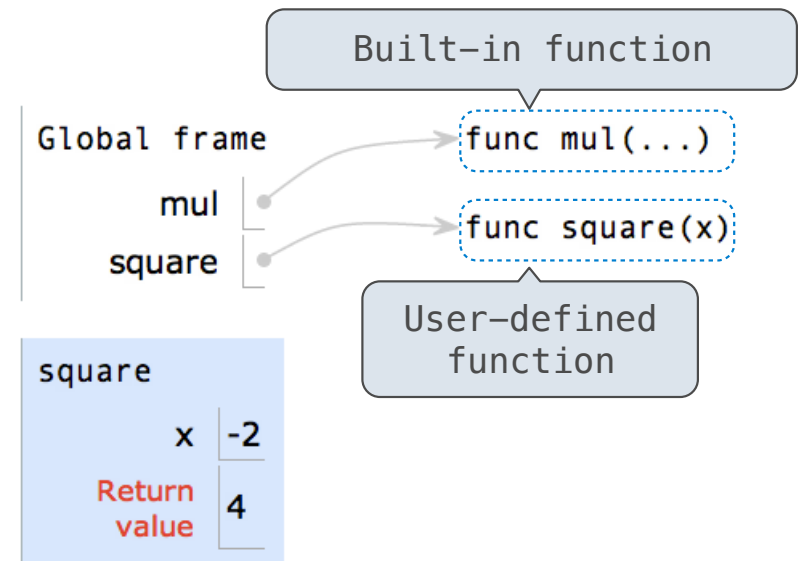 Built-in function
Global frame
func mul(...)
mul
func square(x)
square
User-defined
function
square
x -2
Return
value
4